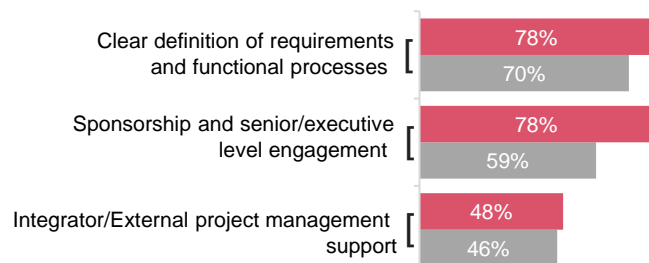 Clear definition of requirements
and functional processes
78%
70%
Sponsorship and senior/executive
level engagement
78%
59%
Integrator/External project management
support
48%
46%